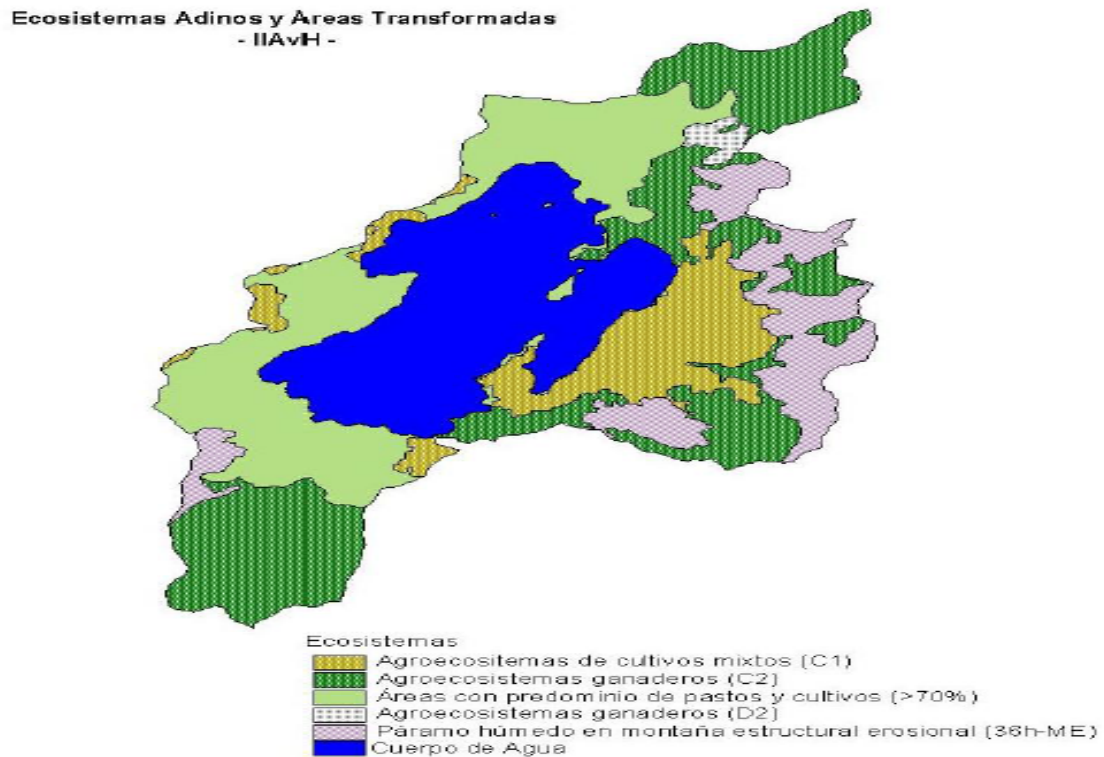 Ecosistemas Adinos y Áreas Transformadas
- IIAvH -
Ecosistemas
Agroecositemas de cultivos mixtos (C1)
Agroecosistemas ganaderos (C2)
Áreas con predominio de pastos y cultivos (>70%)
Agroecosistemas ganaderos (D2)
Páramo húmedo en montaña estructural erosional (36h-ME)
Cuerpo de Agua